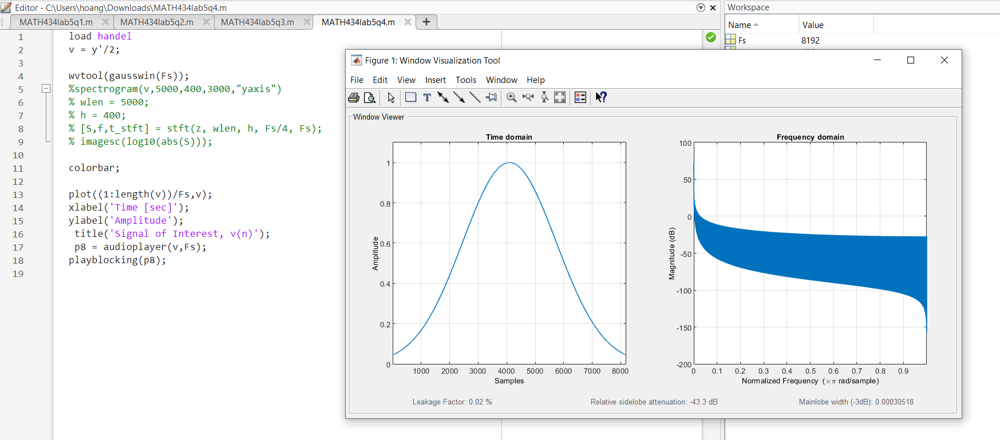 Editor - C:\Users\hoang\Downloads\MATH434lab5q4.m
MATH434lab5q1.m
MATH434lab5q2.m
MATH434lab5q3.m
MATH434lab5q4.m
1 load handel
2 v = y'/2;
3
4 wvtool(gausswin(Fs));
5 %spectrogram(v,5000,400,3000,"yaxis")
6 % wlen = 5000;
7 % h = 400;
8 % [S,f,t_stft] = stft(z, wlen, h, Fs/4, Fs);
9 % imagesc(log10(abs(S)));
10
11 colorbar;
12
13 plot((1:length(v))/Fs,v);
14 xlabel('Time [sec]');
15 ylabel('Amplitude');
16 title('Signal of Interest, v(n)');
17 p8 = audioplayer(v,Fs);
18 playblocking(p8);
19
Workspace
Name Value
Fs 8192
Figure 1: Window Visualization Tool
File Edit View Insert Tools Window Help
Window Viewer
Time domain
Amplitude
1
0.8
0.6
0.4
0.2
0
1000 2000 3000 4000 5000 6000 7000 8000
Samples
Frequency domain
Magnitude (dB)
100
50
0
-50
-100
-150
-200
0 0.1 0.2 0.3 0.4 0.5 0.6 0.7 0.8 0.9
Normalized Frequency (×π rad/sample)
Leakage Factor: 0.02 %
Relative sidelobe attenuation: -43.3 dB
Mainlobe width (-3dB): 0.00030518